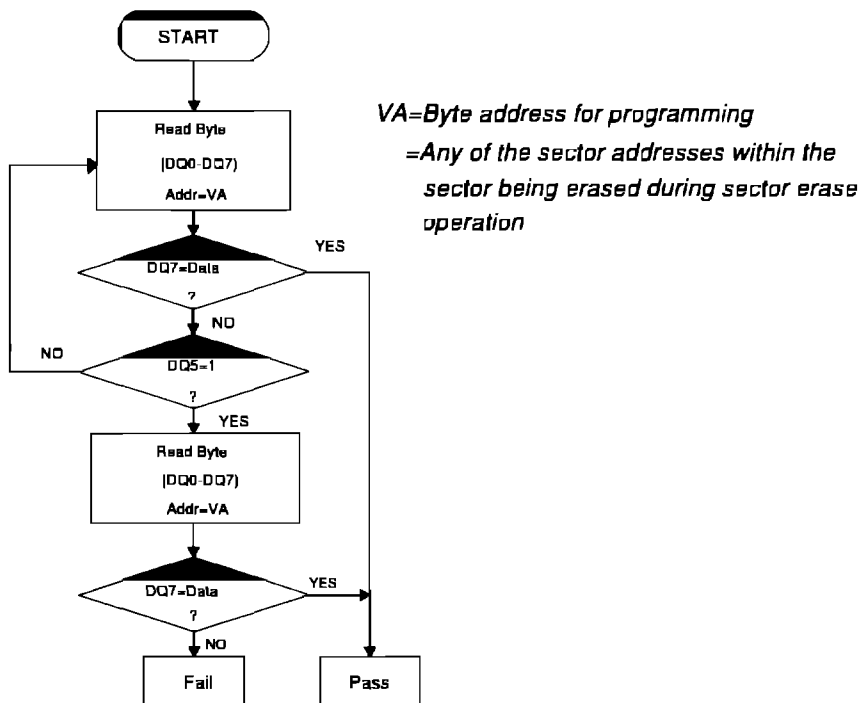 START
Read Byte
(DQ0-DQ7)
Addr=VA
VA=Byte address for programming
=Any of the sector addresses within the
sector being erased during sector erase
operation
YES
DQ7=Data
?
NO
NO
DQ5=1
?
YES
Read Byte
(DQ0-DQ7)
Addr=VA
DQ7=Data
?
YES
NO
Fail
Pass